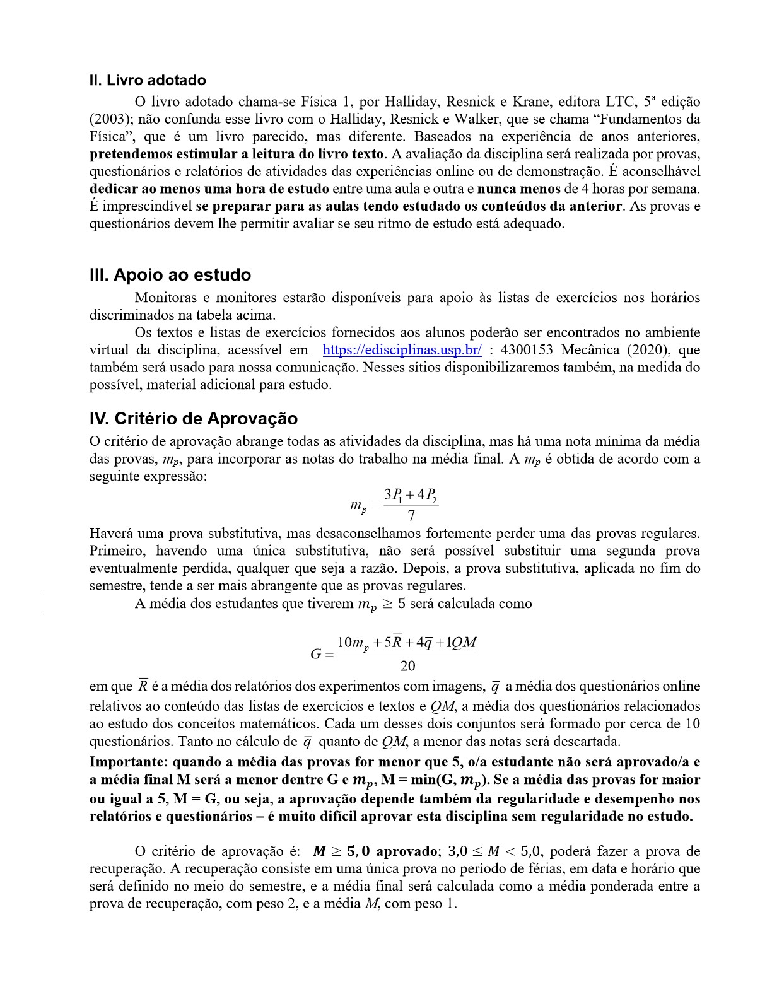 II. Livro adotado
O livro adotado chama-se Física 1, por Halliday, Resnick e Krane, editora LTC, 5ª edição
(2003); não confunda esse livro com o Halliday, Resnick e Walker, que se chama “Fundamentos da
Física”, que é um livro parecido, mas diferente. Baseados na experiência de anos anteriores,
pretendemos estimular a leitura do livro texto. A avaliação da disciplina será realizada por provas,
questionários e relatórios de atividades das experiências online ou de demonstração. É aconselhável
dedicar ao menos uma hora de estudo entre uma aula e outra e nunca menos de 4 horas por semana.
É imprescindível se preparar para as aulas tendo estudado os conteúdos da anterior. As provas e
questionários devem lhe permitir avaliar se seu ritmo de estudo está adequado.
III. Apoio ao estudo
Monitoras e monitores estarão disponíveis para apoio às listas de exercícios nos horários
discriminados na tabela acima.
Os textos e listas de exercícios fornecidos aos alunos poderão ser encontrados no ambiente
virtual da disciplina, acessível em https://edisciplinas.usp.br/ : 4300153 Mecânica (2020), que
também será usado para nossa comunicação. Nesses sítios disponibilizaremos também, na medida do
possível, material adicional para estudo.
IV. Critério de Aprovação
O critério de aprovação abrange todas as atividades da disciplina, mas há uma nota mínima da média
das provas, mₚ, para incorporar as notas do trabalho na média final. A mₚ é obtida de acordo com a
seguinte expressão:
mₚ = (3P₁ + 4P₂) / 7
Haverá uma prova substitutiva, mas desaconselhamos fortemente perder uma das provas regulares.
Primeiro, havendo uma única substitutiva, não será possível substituir uma segunda prova
eventualmente perdida, qualquer que seja a razão. Depois, a prova substitutiva, aplicada no fim do
semestre, tende a ser mais abrangente que as provas regulares.
A média dos estudantes que tiverem mₚ ≥ 5 será calculada como
G = (10mₚ + 5R̅ + 4q̅ + 1QM) / 20
em que R̅ é a média dos relatórios dos experimentos com imagens, q̅ a média dos questionários online
relativos ao conteúdo das listas de exercícios e textos e QM, a média dos questionários relacionados
ao estudo dos conceitos matemáticos. Cada um desses dois conjuntos será formado por cerca de 10
questionários. Tanto no cálculo de q̅ quanto de QM, a menor das notas será descartada.
Importante: quando a média das provas for menor que 5, o/a estudante não será aprovado/a e
a média final M será a menor dentre G e mₚ, M = min(G, mₚ). Se a média das provas for maior
ou igual a 5, M = G, ou seja, a aprovação depende também da regularidade e desempenho nos
relatórios e questionários – é muito difícil aprovar esta disciplina sem regularidade no estudo.
O critério de aprovação é: M ≥ 5,0 aprovado; 3,0 ≤ M < 5,0, poderá fazer a prova de
recuperação. A recuperação consiste em uma única prova no período de férias, em data e horário que
será definido no meio do semestre, e a média final será calculada como a média ponderada entre a
prova de recuperação, com peso 2, e a média M, com peso 1.